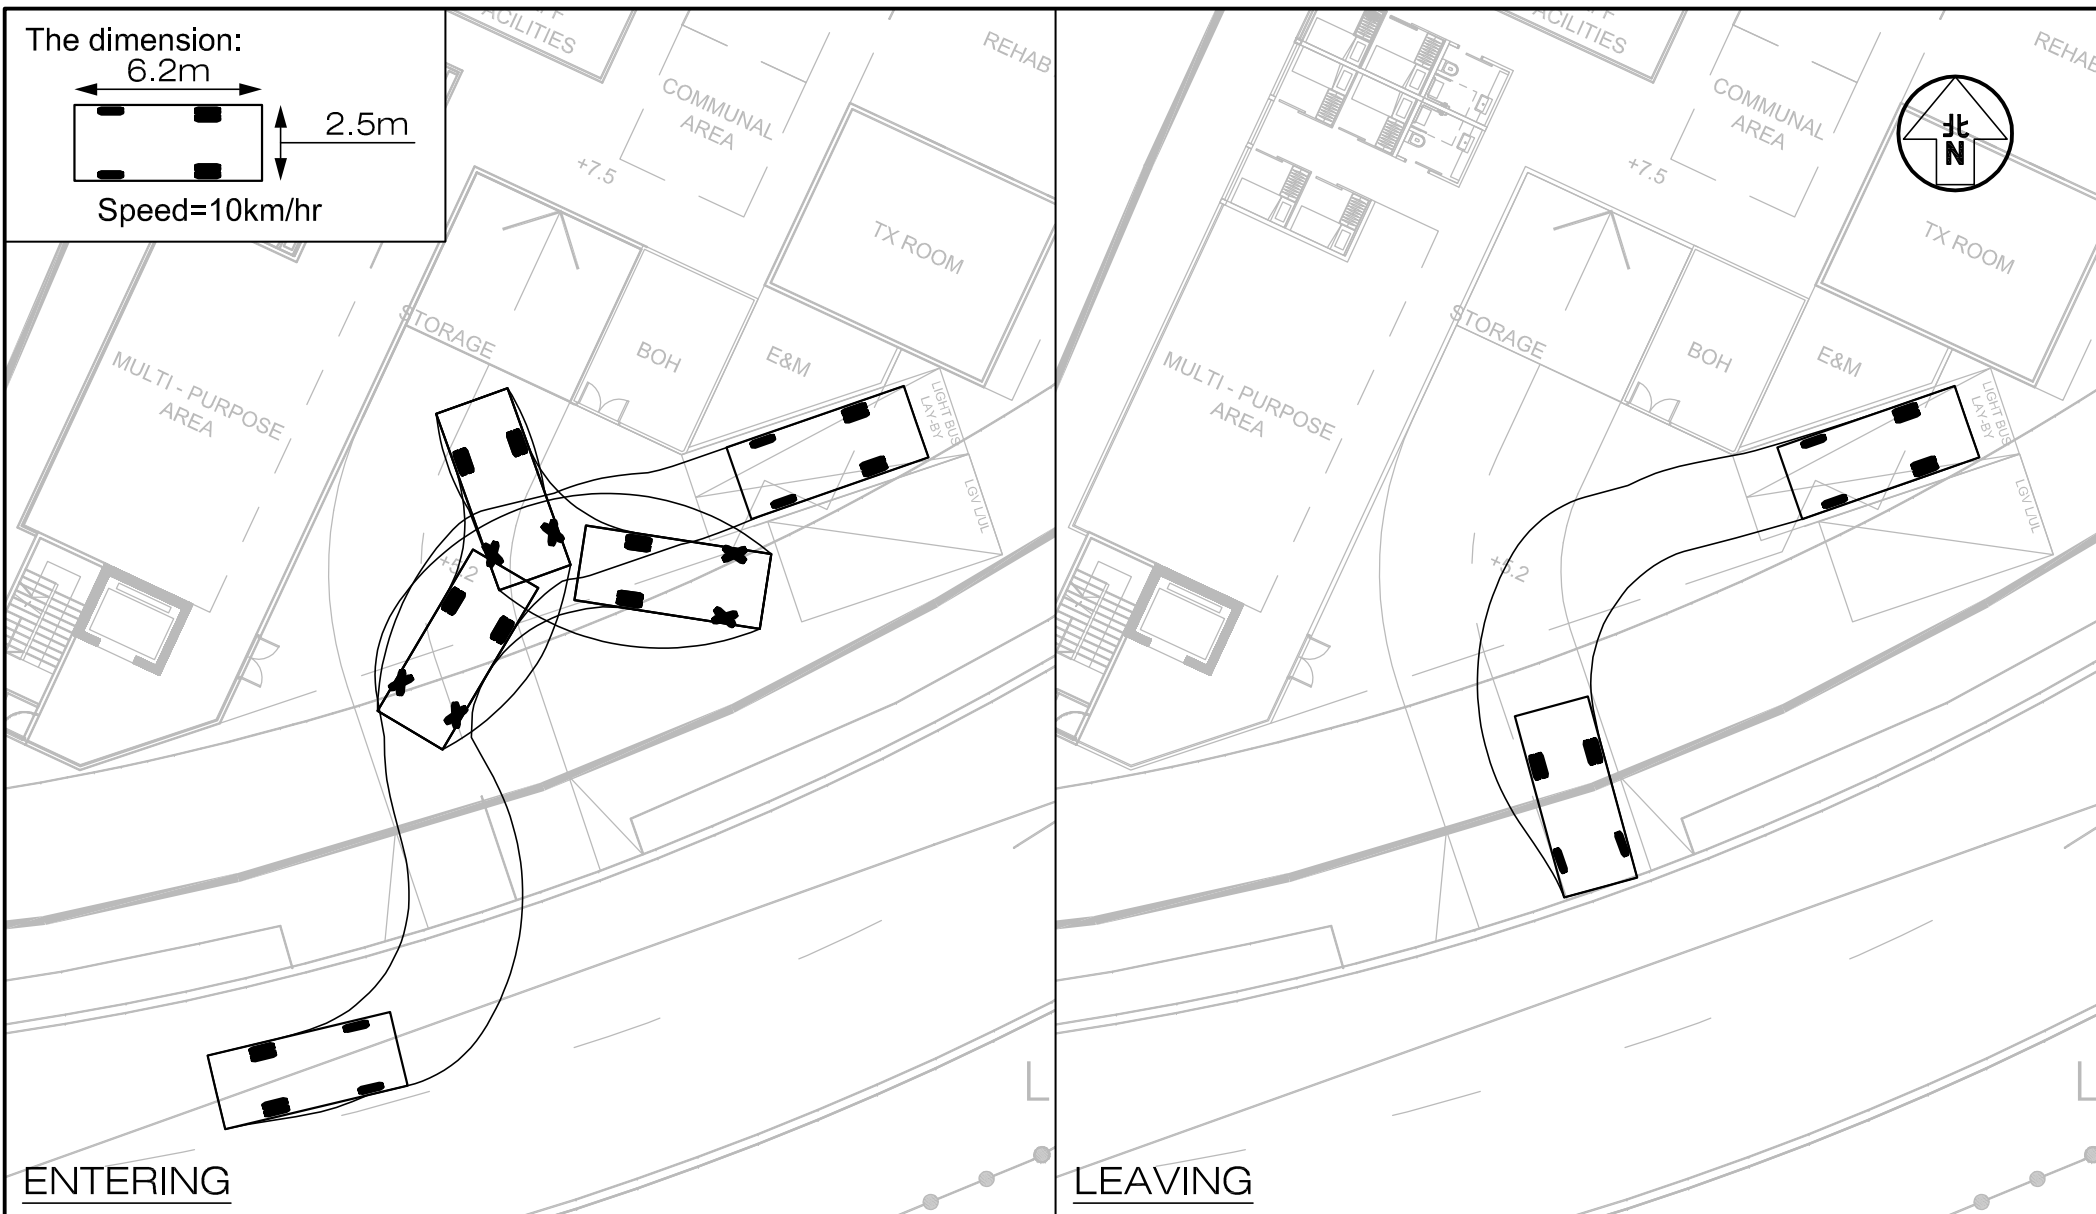 The dimension:
6.2m
2.5m
Speed=10km/hr
ACILITIES
COMMUNAL
AREA
REHAB
+7.5
TX ROOM
STORAGE
BOH
E&M
MULTI - PURPOSE
AREA
LIGHT BUS
LAY-BY
LGV L/UL
+5.2
L
ENTERING
ACILITIES
COMMUNAL
AREA
REHAB
北
N
+7.5
TX ROOM
STORAGE
BOH
E&M
MULTI - PURPOSE
AREA
LIGHT BUS
LAY-BY
LGV L/UL
+5.2
L
LEAVING